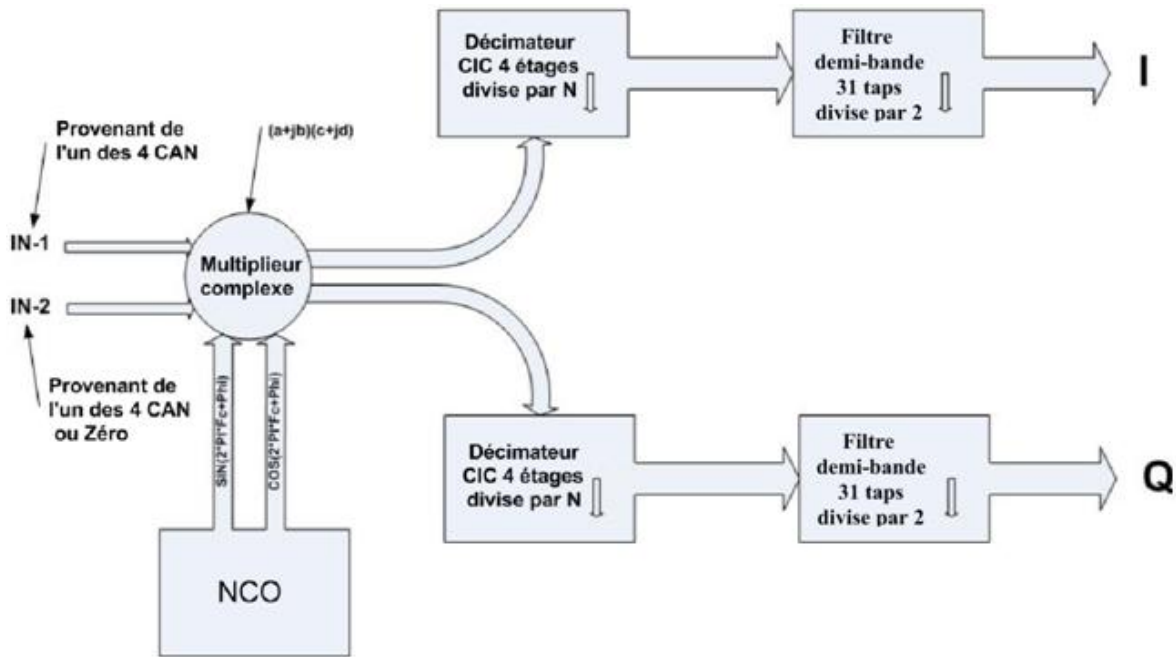 Décimateur
CIC 4 étages
divise par N
Filtre
demi-bande
31 taps
divise par 2
I
Provenant de
l'un des 4 CAN
(a+jb)(c+jd)
IN-1
Multiplieur
complexe
IN-2
Provenant de
l'un des 4 CAN
ou Zéro
SIN(2*Pi*Fc+Phi)
COS(2*Pi*Fc+Phi)
Décimateur
CIC 4 étages
divise par N
Filtre
demi-bande
31 taps
divise par 2
Q
NCO